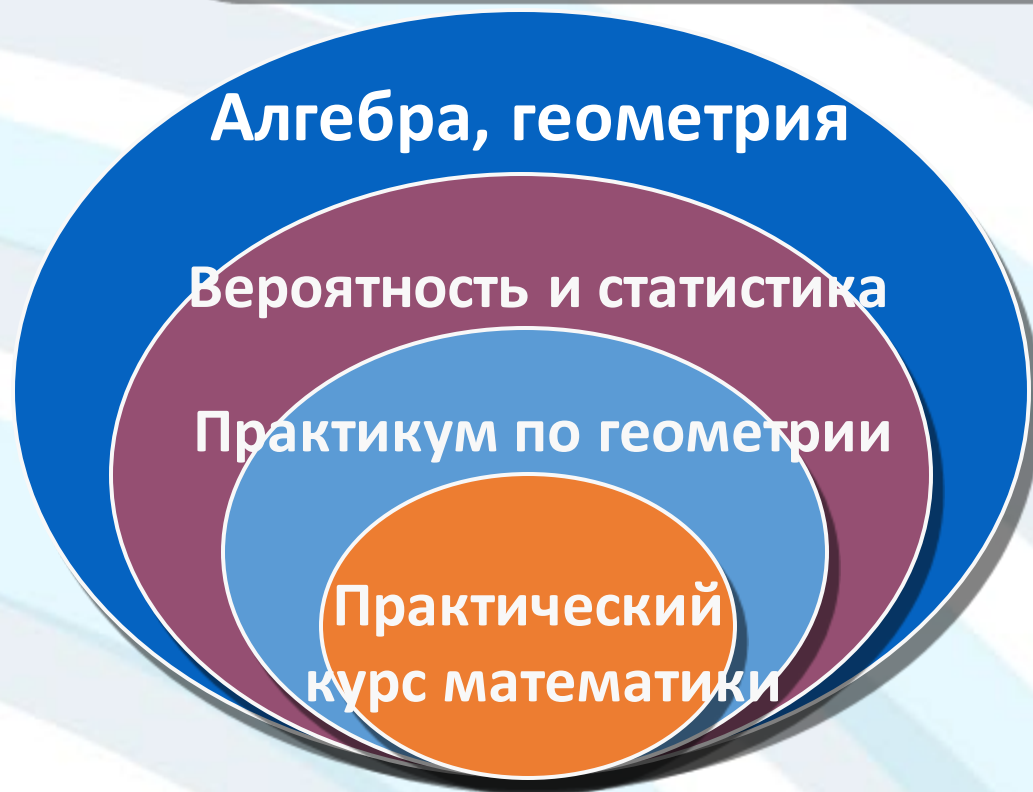 Алгебра, геометрия
Вероятность и статистика
Практикум по геометрии
Практический
курс математики